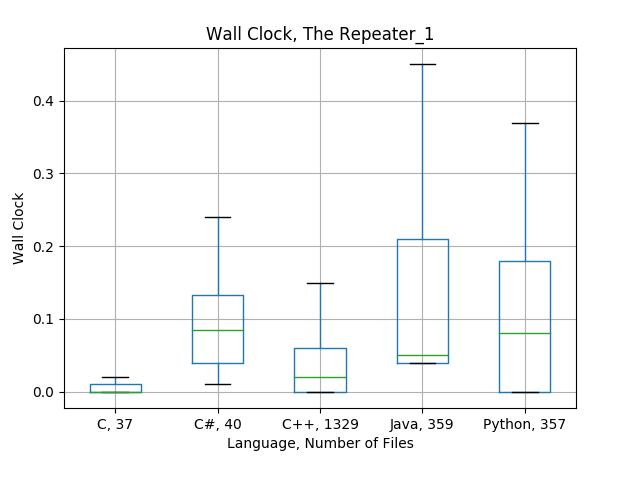 Wall Clock, The Repeater_1
Wall Clock
0.4
0.3
0.2
0.1
0.0
C, 37
C#, 40
C++, 1329
Java, 359
Python, 357
Language, Number of Files